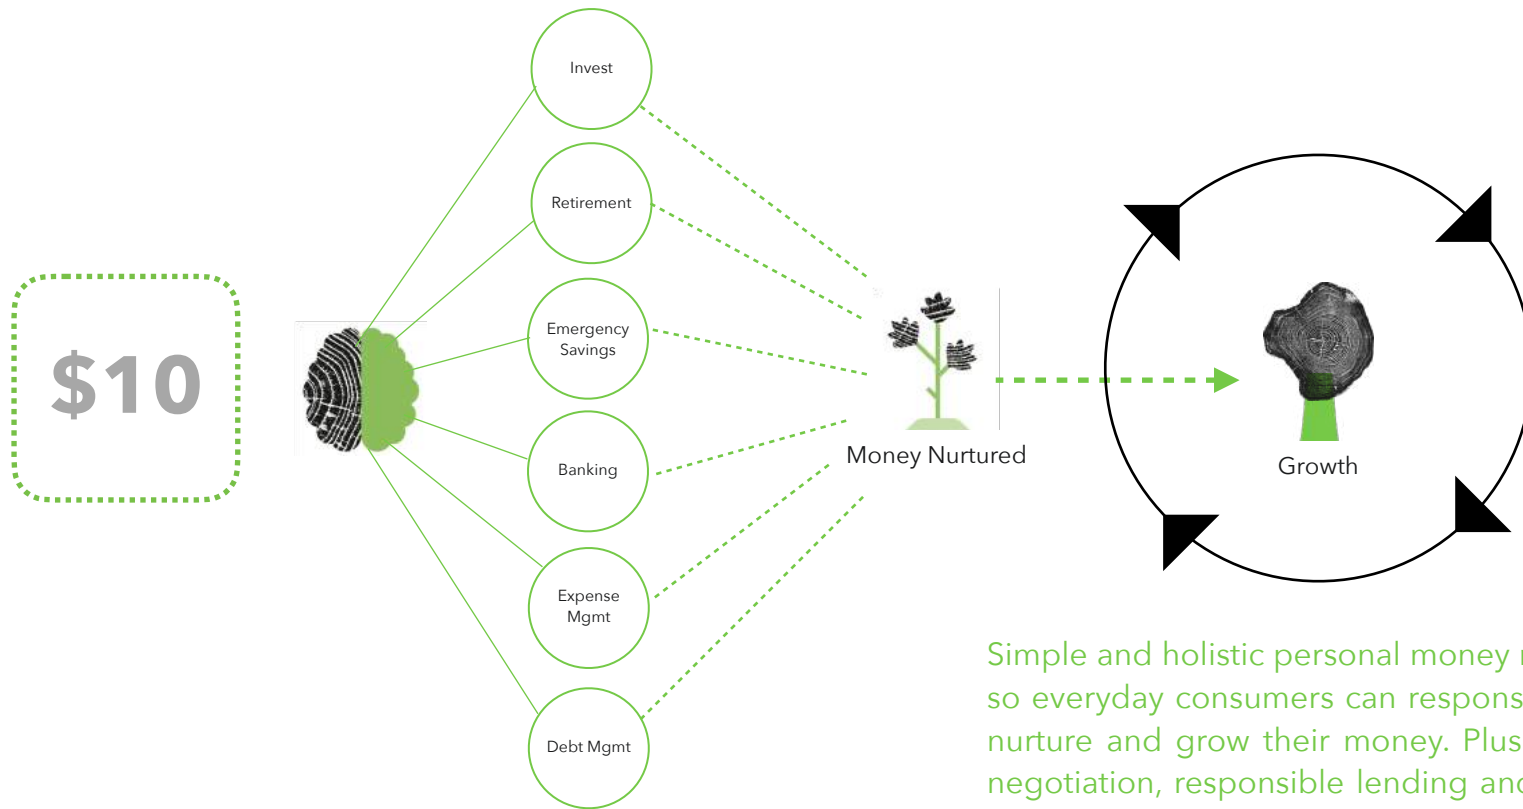 $10
Invest
Retirement
Emergency
Savings
Banking
Expense
Mgmt
Debt Mgmt
Money Nurtured
Growth
Simple and holistic personal money
so everyday consumers can
nurture and grow their money. Plus
negotiation, responsible lending and